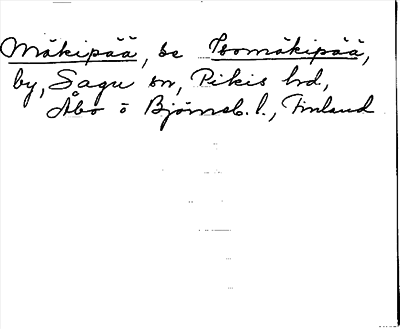 Mäkipää, se Isomäkipää,
by, Sagu sn, Pikis hd,
Åbo o Björneb. l., Finland